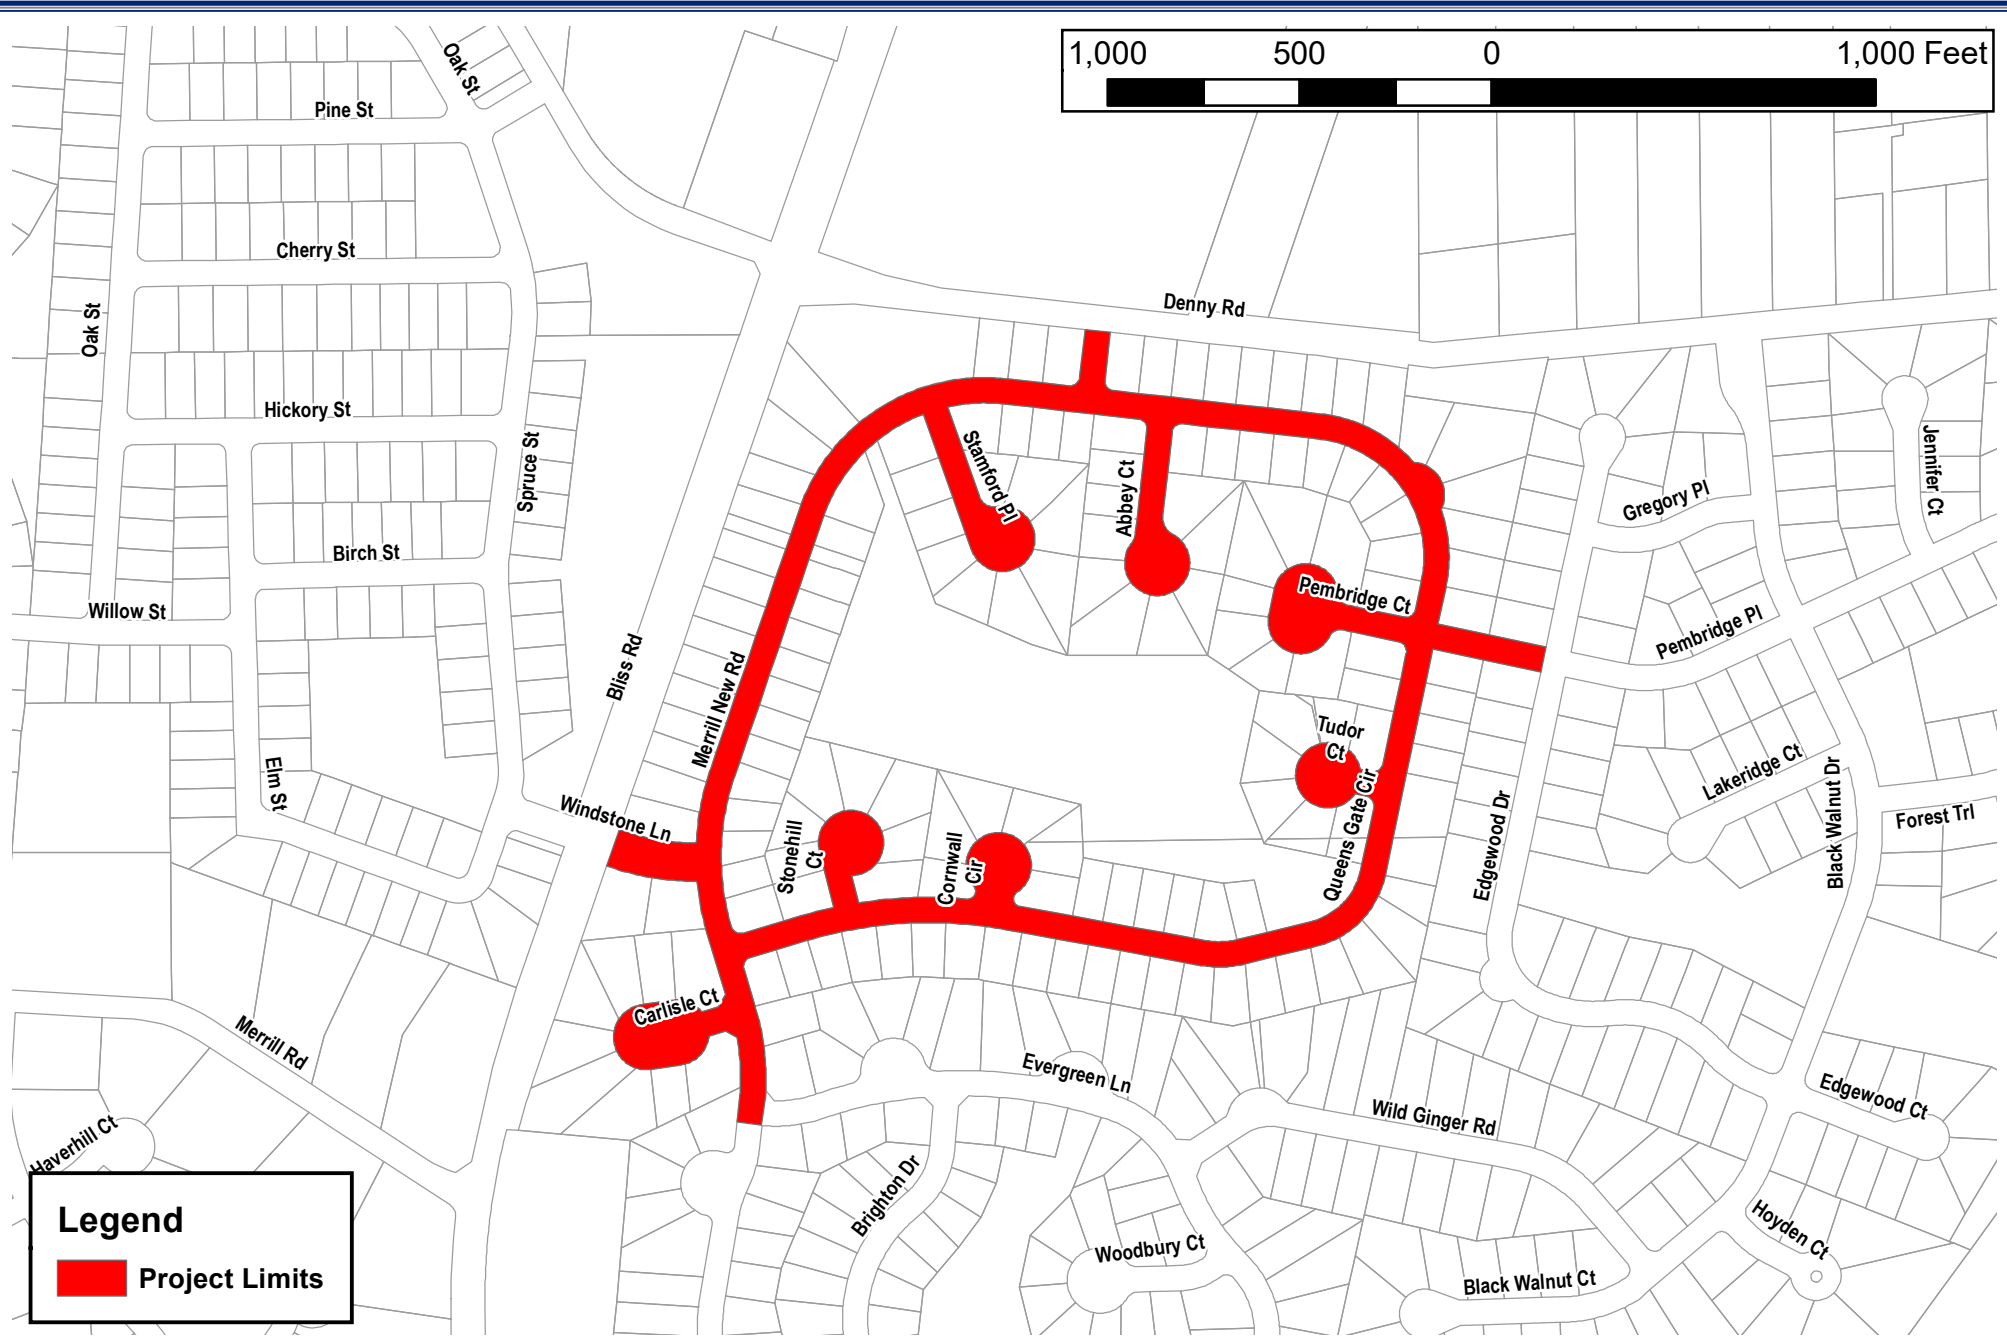 1,000 500 0 1,000 Feet
Oak St
Pine St
Cherry St
Denny Rd
Oak St
Hickory St
Spruce St
Stamford Pl
Abbey Ct
Jennifer Ct
Gregory Pl
Birch St
Willow St
Pembridge Ct
Pembridge Pl
Bliss Rd
Merrill New Rd
Tudor
Ct
Elm St
Windstone Ln
Lakeridge Ct
Queens Gate Cir
Edgewood Dr
Black Walnut Dr
Forest Trl
Stonehill
Ct
Cornwall
Cir
Carlisle Ct
Merrill Rd
Evergreen Ln
Wild Ginger Rd
Edgewood Ct
Haverhill Ct
Brighton Dr
Woodbury Ct
Hoyden Ct
Black Walnut Ct
Legend
Project Limits